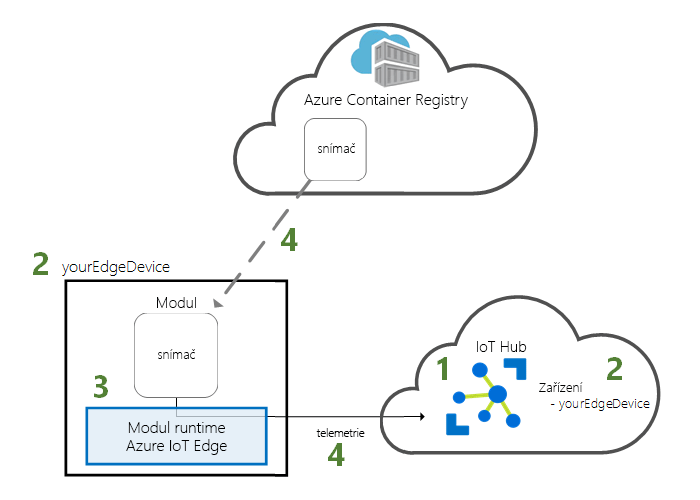 Azure Container Registry
snímač
4
2
yourEdgeDevice
Modul
snímač
3
Modul runtime
Azure IoT Edge
telemetrie
4
IoT Hub
1
2
Zařízení
- yourEdgeDevice